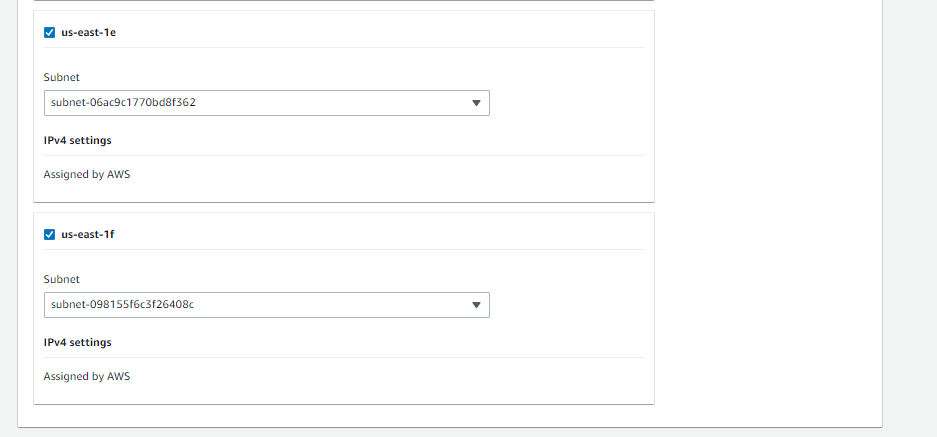 us-east-1e
Subnet
subnet-06ac9c1770bd8f362
IPv4 settings
Assigned by AWS
us-east-1f
Subnet
subnet-098155f6c3f26408c
IPv4 settings
Assigned by AWS